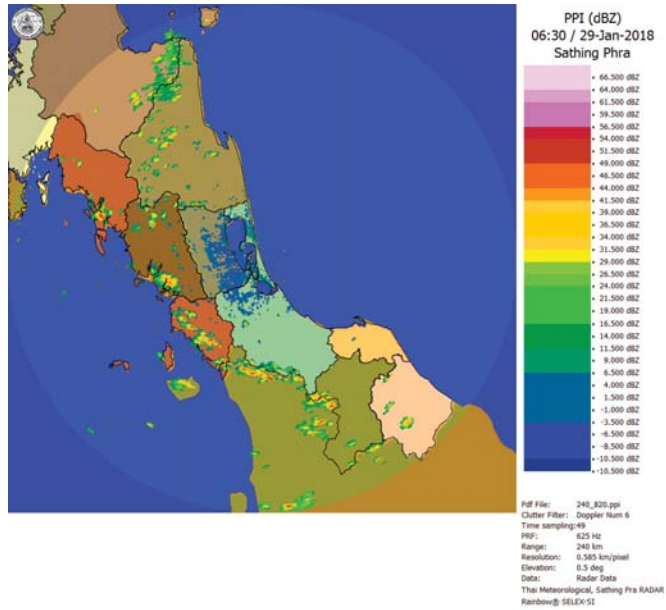 PPI (dBZ)
06:30 / 29-Jan-2018
Sathing Phra
66.500 dBZ
64.000 dBZ
61.500 dBZ
59.500 dBZ
56.500 dBZ
54.000 dBZ
51.500 dBZ
49.000 dBZ
46.500 dBZ
44.000 dBZ
41.500 dBZ
39.000 dBZ
36.500 dBZ
34.000 dBZ
31.500 dBZ
29.000 dBZ
26.500 dBZ
24.000 dBZ
21.500 dBZ
19.000 dBZ
16.500 dBZ
14.000 dBZ
11.500 dBZ
9.000 dBZ
6.500 dBZ
4.000 dBZ
1.500 dBZ
-1.000 dBZ
-3.500 dBZ
-6.500 dBZ
-8.500 dBZ
-10.500 dBZ
-10.500 dBZ
Pdf File: 240_820.ppi
Clutter Filter: Doppler Num 6
Time sampling:49
PRF: 625 Hz
Range: 240 km
Resolution: 0.585 km/pixel
Elevation: 0.5 deg
Data: Radar Data
Thai Meteorological, Sathing Pra RADAR
Rainbow® SELEX-SI